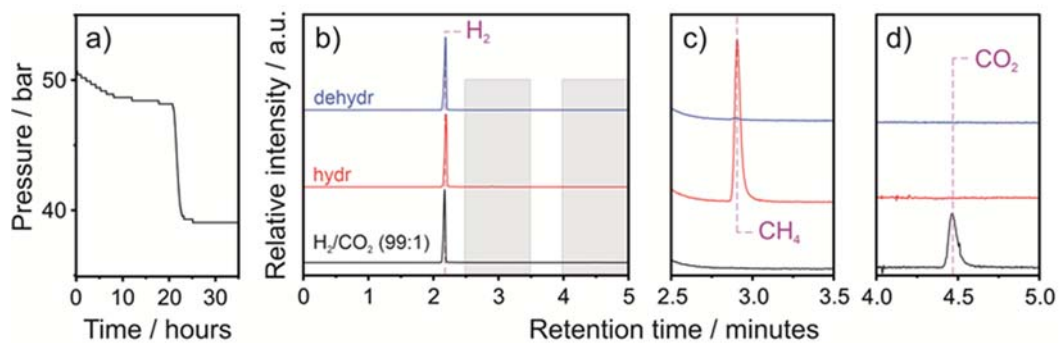 a)
Pressure / bar
50
40
0 10 20 30
Time / hours
b)
Relative intensity / a.u.
H₂
dehydr
hydr
H₂/CO₂ (99:1)
0 1 2 3 4 5
c)
CH₄
2.5 3.0 3.5
d)
CO₂
4.0 4.5 5.0
Retention time / minutes